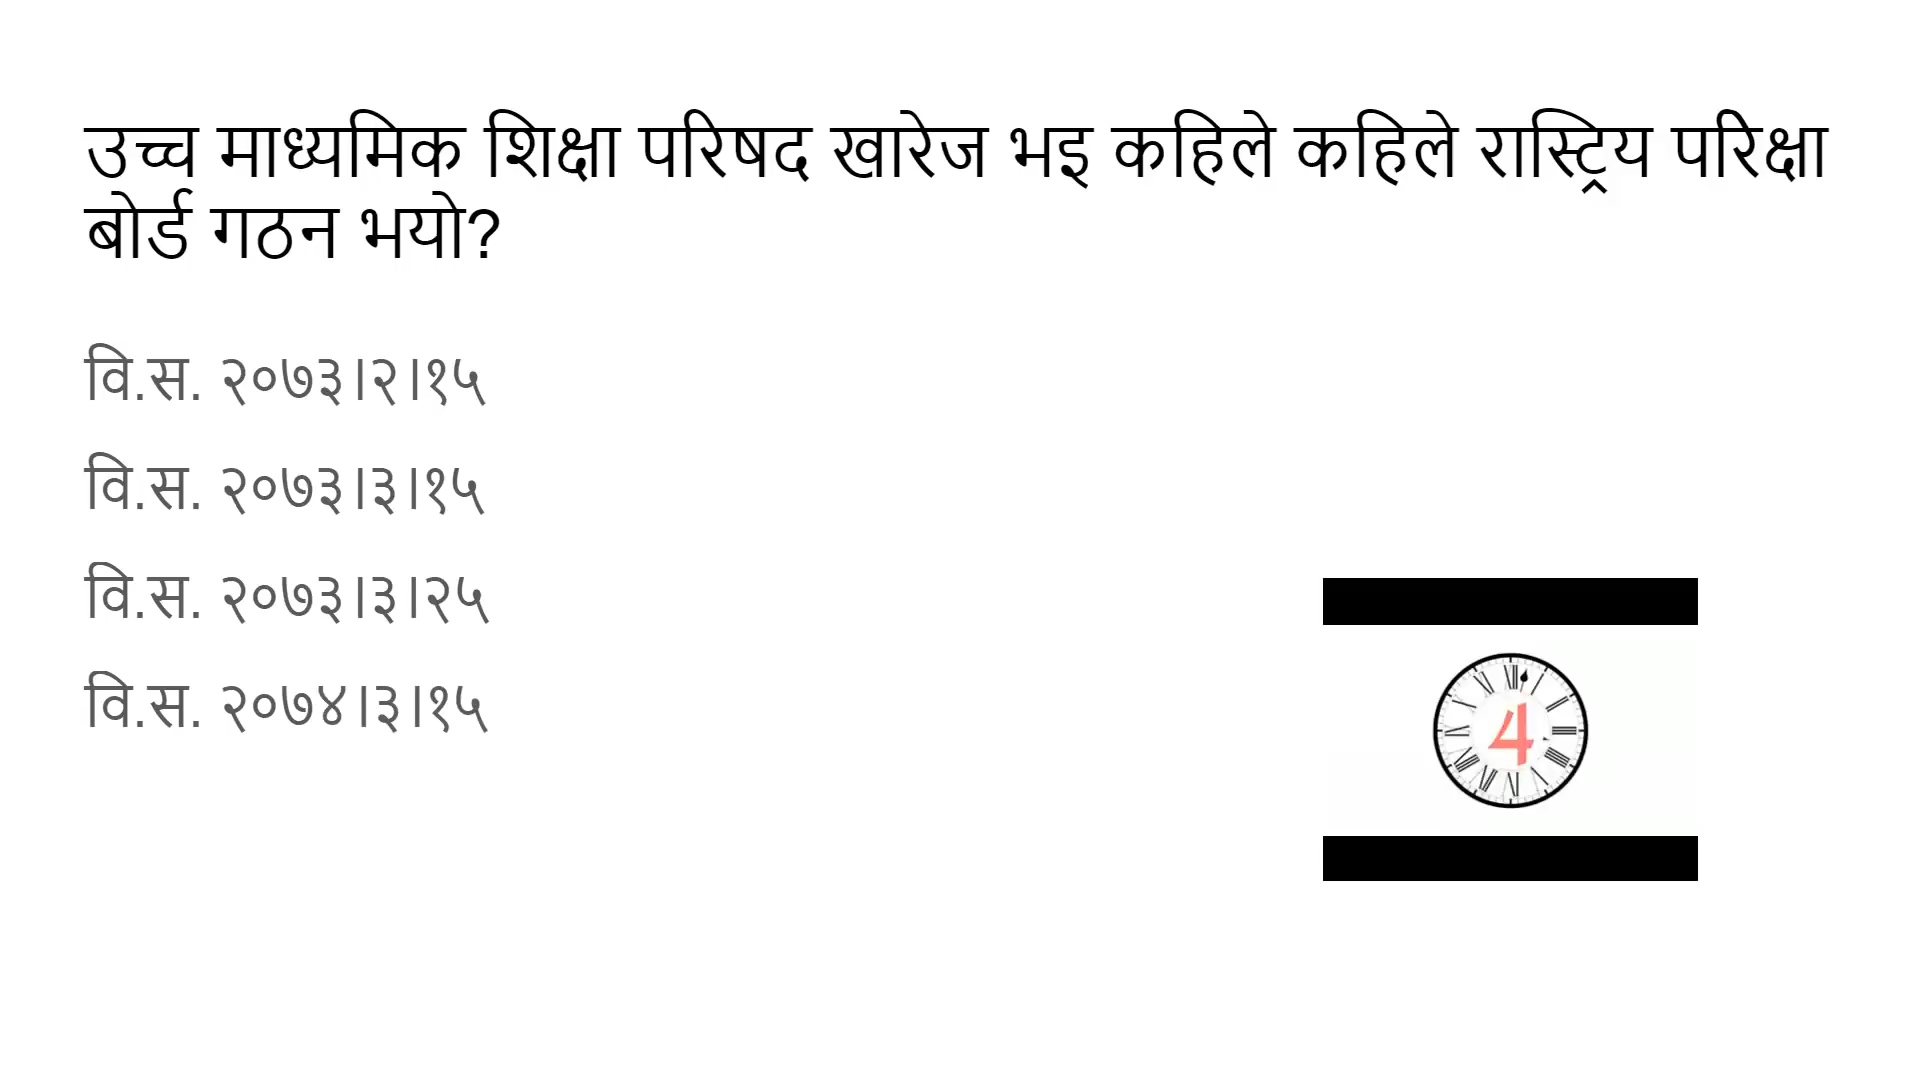 उच्च माध्यमिक शिक्षा परिषद खारेज भइ कहिले कहिले रास्ट्रिय परिक्षा
बोर्ड गठन भयो?
वि.स. २०७३।२।१५
वि.स. २०७३।३।१५
वि.स. २०७३।३।२५
वि.स. २०७४।३।१५
4